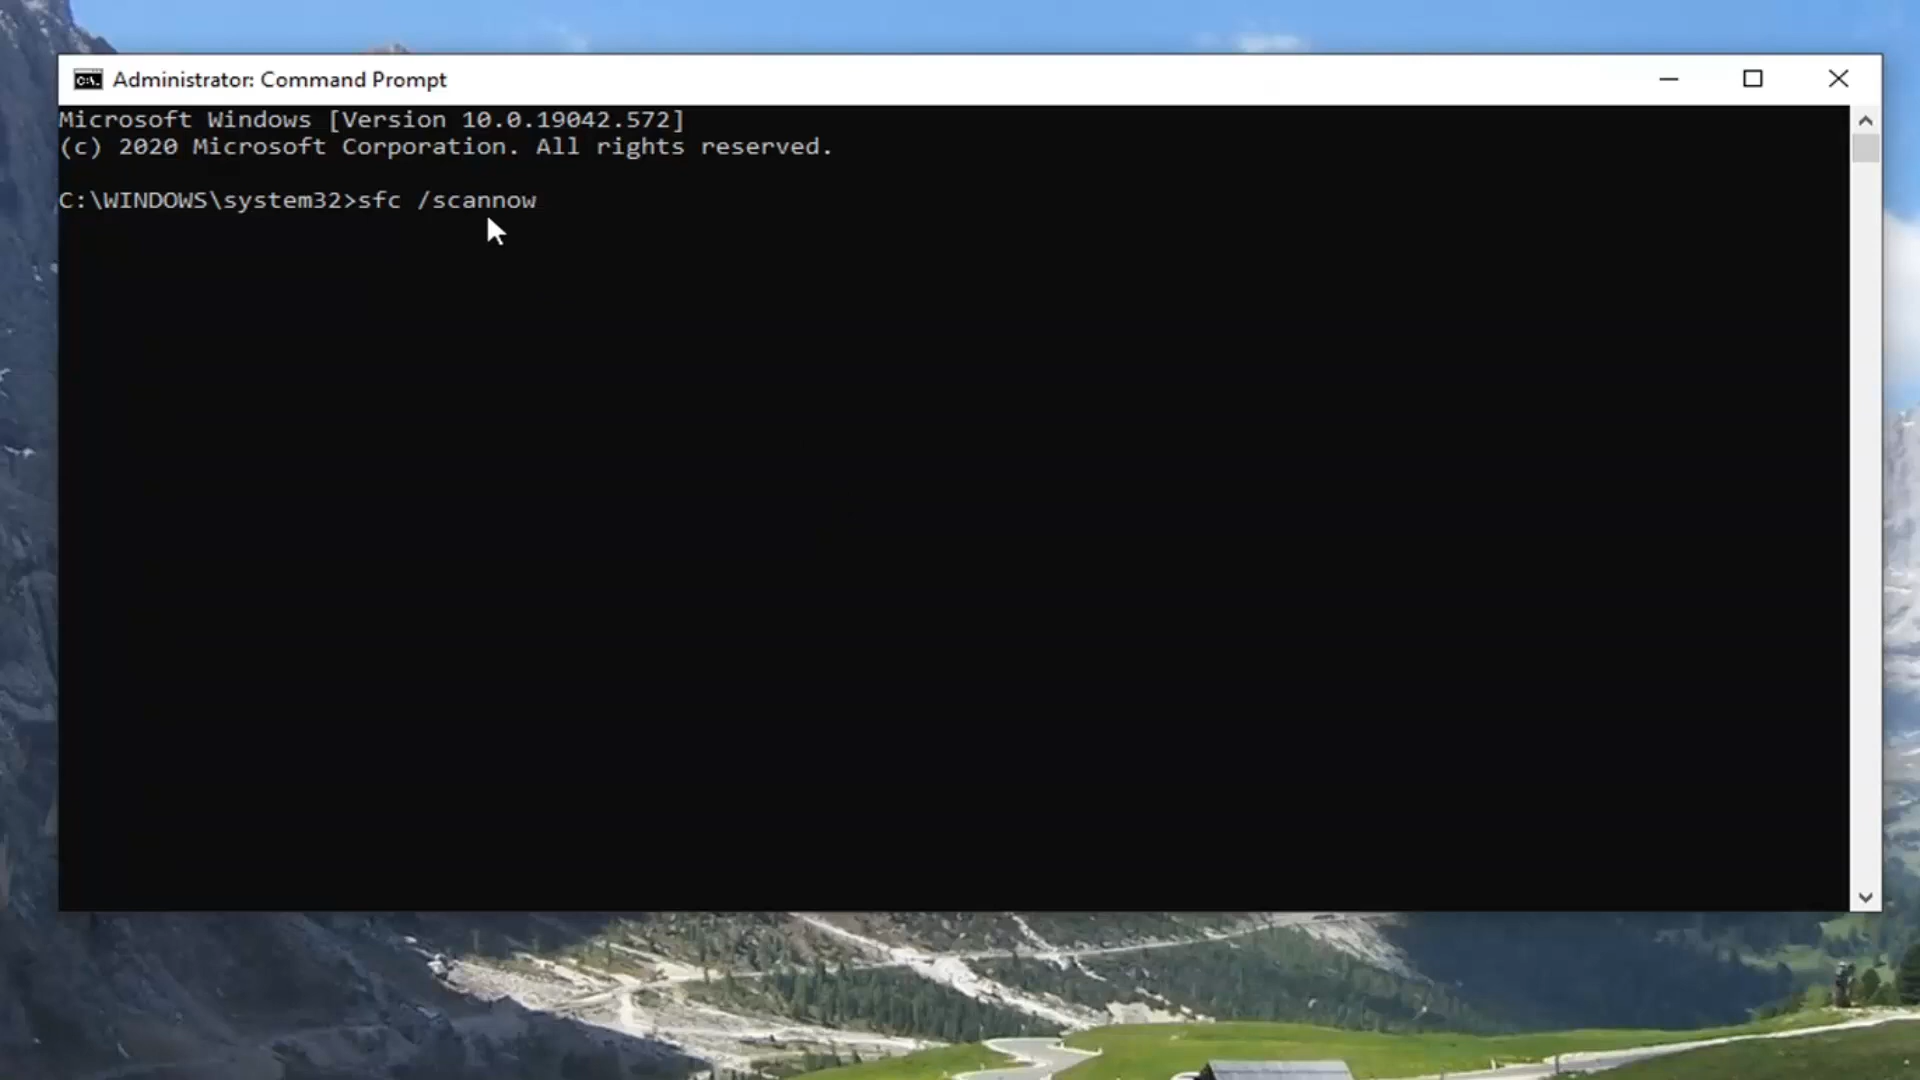 Administrator: Command Prompt
Microsoft Windows [Version 10.0.19042.572]
(c) 2020 Microsoft Corporation. All rights reserved.
C:\WINDOWS\system32>sfc /scannow